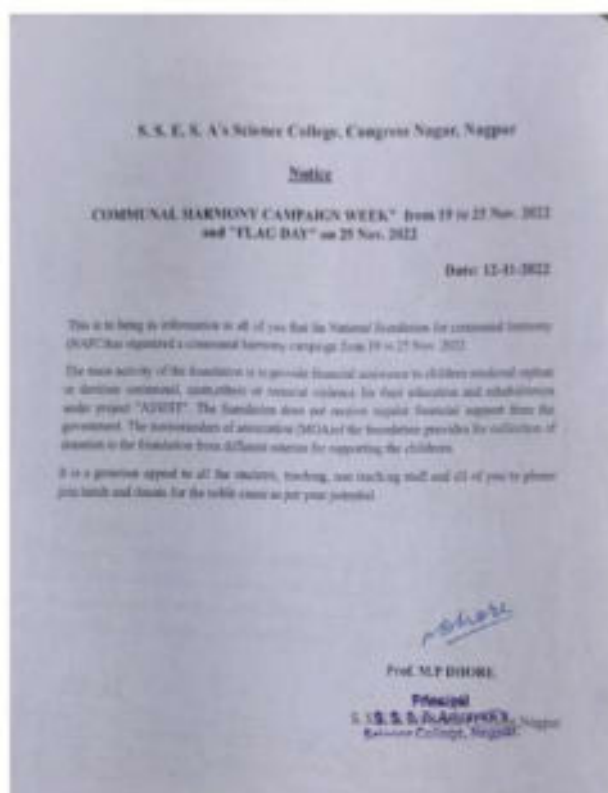 S. S. E. S. A's Science College, Congress Nagar, Nagpur
Notice
COMMUNAL HARMONY CAMPAIGN WEEK" from 19 to 25 Nov. 2022
and "FLAG DAY" on 25 Nov. 2022
Date: 12-11-2022
This is to bring to information to all of you that the National foundation for communal harmony
has organized a communal harmony campaign from 19 to 25 Nov. 2022
The main activity of the foundation is to provide financial assistance to children rendered orphan
or destitute communal, violence for their education and rehabilitation
under project "ASSIST". The foundation does not receive regular financial support from the
government. The memorandum of association (MOA)of the foundation provides for collection of
donation to the foundation from different sources for supporting the
It is a generous appeal to all the students, teaching, non teaching staff and all of you to please
join hands and donate for the noble cause as per your potential.
Prof. M.P DHORE
Principal
Nagpur
Science College, Nagpur.